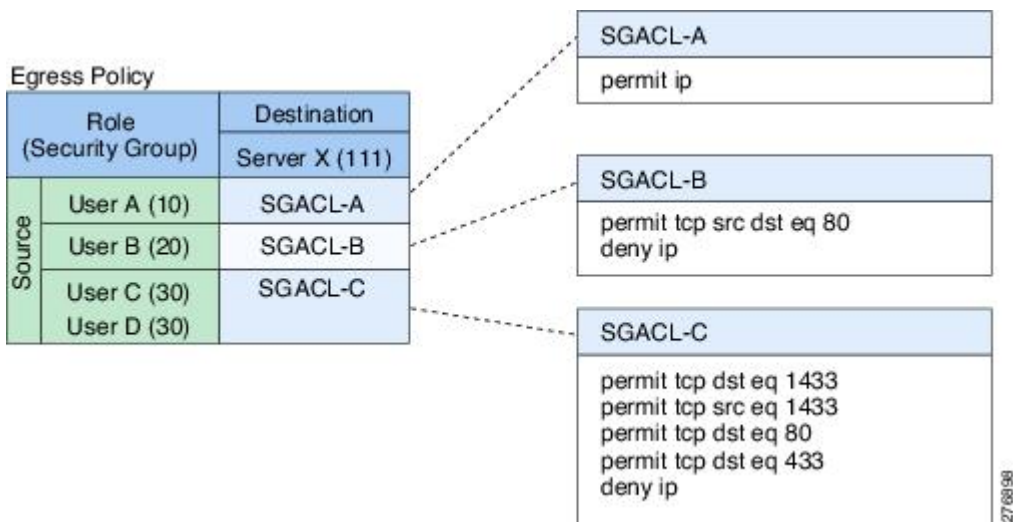 Egress Policy
Role
(Security Group)
Destination
Server X (111)
Source
User A (10)
SGACL-A
User B (20)
SGACL-B
User C (30)
User D (30)
SGACL-C
SGACL-A
permit ip
SGACL-B
permit tcp src dst eq 80
deny ip
SGACL-C
permit tcp dst eq 1433
permit tcp src eq 1433
permit tcp dst eq 80
permit tcp dst eq 433
deny ip
276898